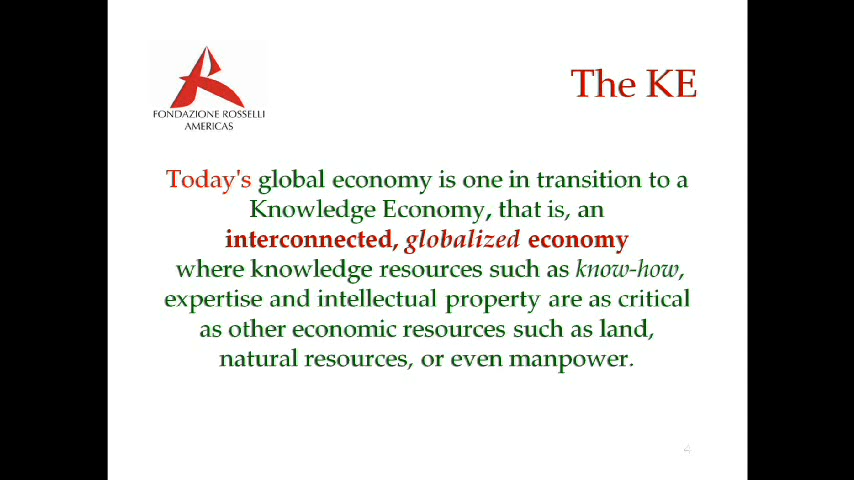 FONDAZIONE ROSSELLI
AMERICAS
The KE
Today's global economy is one in transition to a
Knowledge Economy, that is, an
interconnected, globalized economy
where knowledge resources such as know-how,
expertise and intellectual property are as critical
as other economic resources such as land,
natural resources, or even manpower.
4